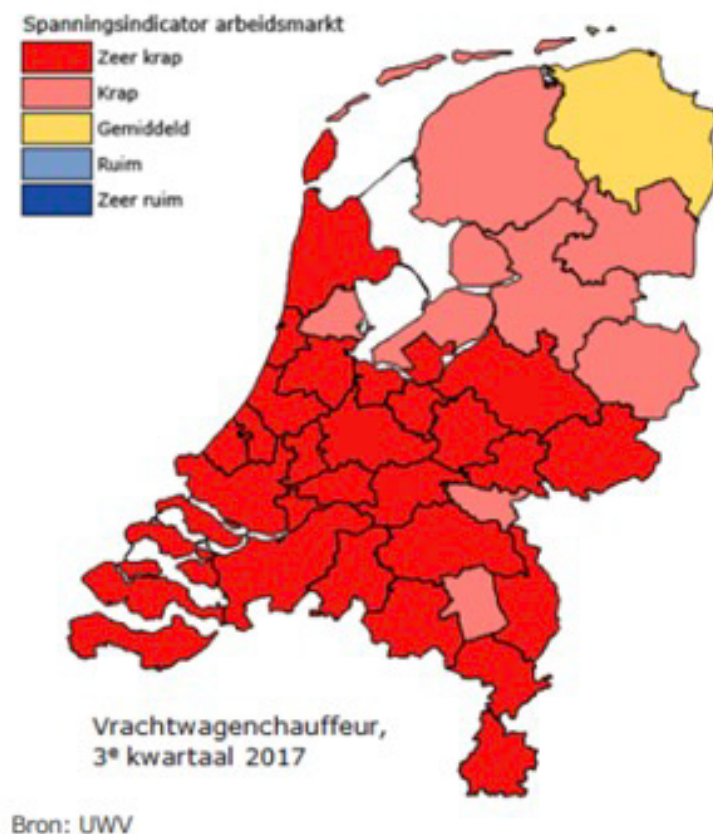 Spanningsindicator arbeidsmarkt
Zeer krap
Krap
Gemiddeld
Ruim
Zeer ruim
Vrachtwagenchauffeur,
3e kwartaal 2017
Bron: UWV